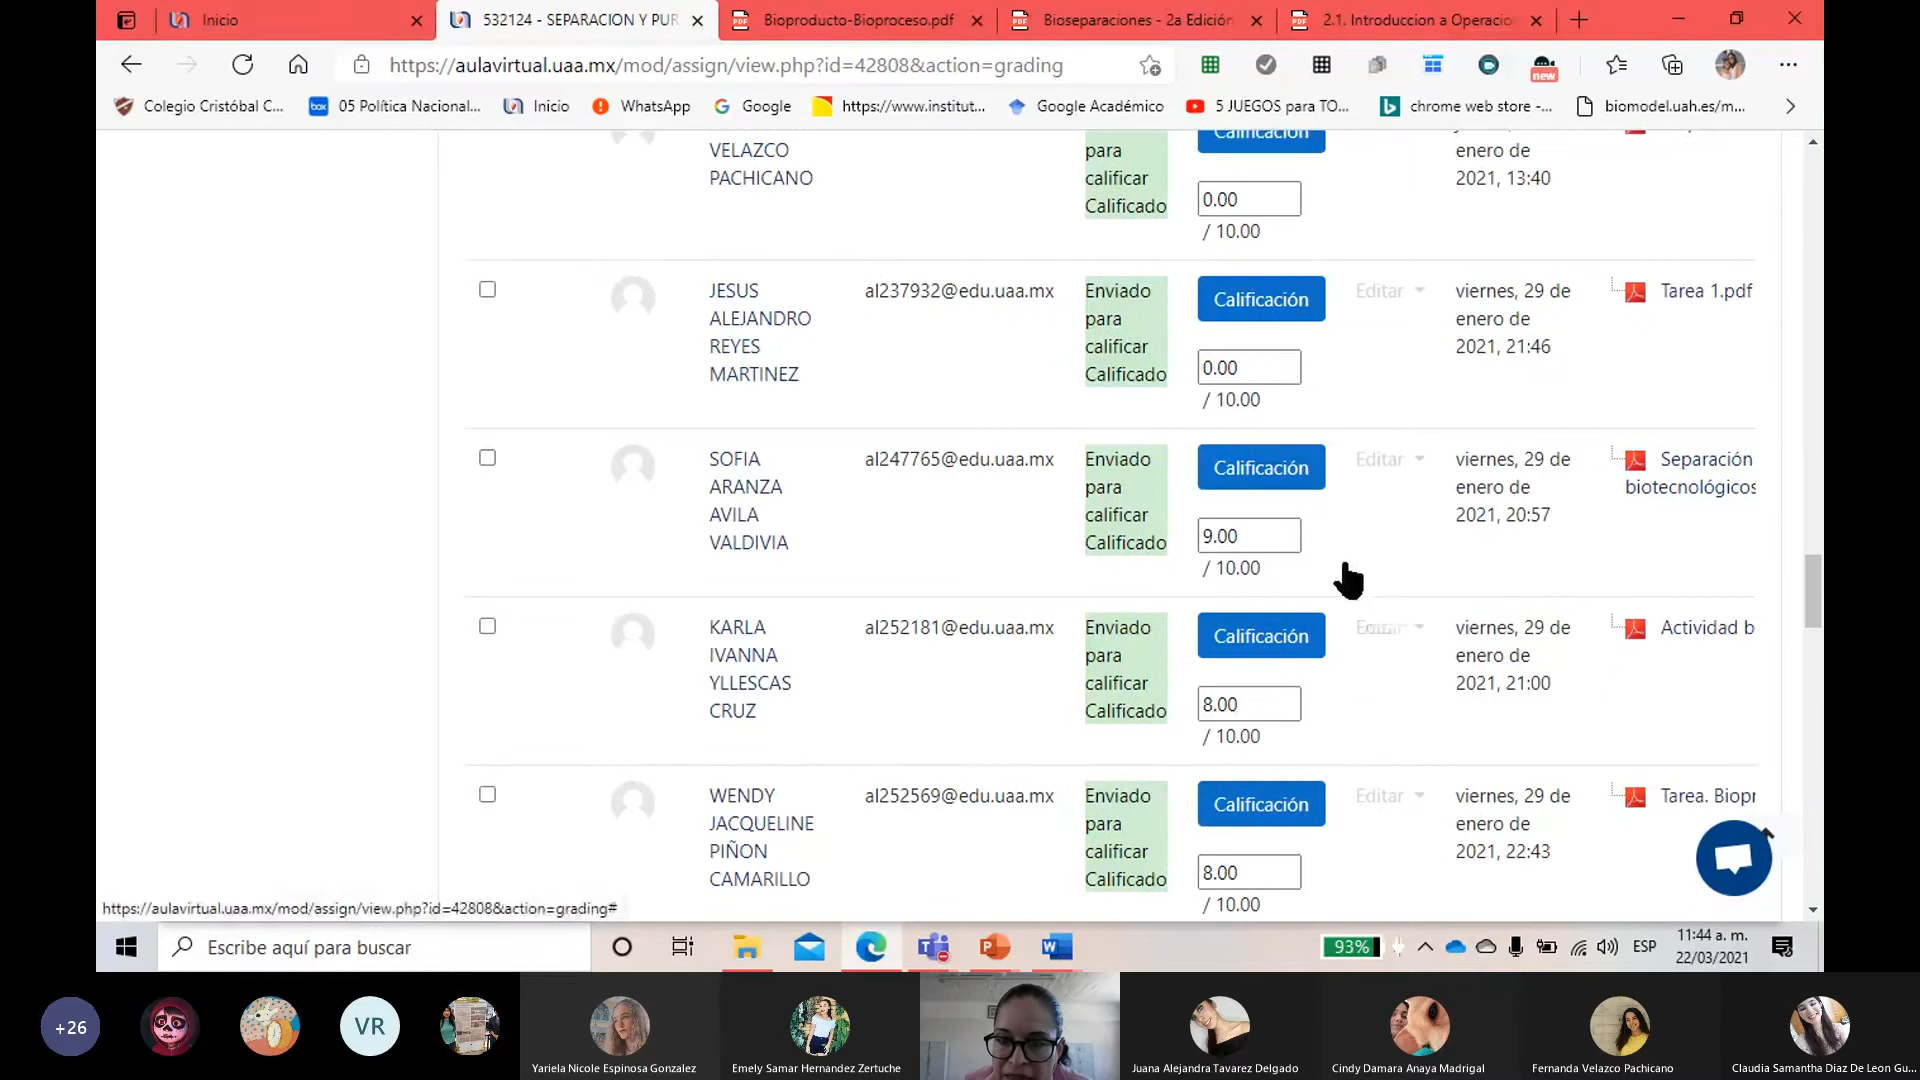 Inicio
532124 - SEPARACION Y PUR
Bioproducto-Bioproceso.pdf
Bioseparaciones - 2a Edición
2.1. Introduccion a Operacio
https://aulavirtual.uaa.mx/mod/assign/view.php?id=42808&action=grading
new
Colegio Cristóbal C...
box
05 Política Nacional...
Inicio
WhatsApp
Google
https://www.institut...
Google Académico
5 JUEGOS para TO...
chrome web store -...
biomodel.uah.es/m...
VELAZCO
PACHICANO
para
calificar
Calificado
Calificación
0.00
/ 10.00
enero de
2021, 13:40
JESUS
ALEJANDRO
REYES
MARTINEZ
al237932@edu.uaa.mx
Enviado
para
calificar
Calificado
Calificación
0.00
/ 10.00
Editar
viernes, 29 de
enero de
2021, 21:46
Tarea 1.pdf
SOFIA
ARANZA
AVILA
VALDIVIA
al247765@edu.uaa.mx
Enviado
para
calificar
Calificado
Calificación
9.00
/ 10.00
Editar
viernes, 29 de
enero de
2021, 20:57
Separación
biotecnológicos
KARLA
IVANNA
YLLESCAS
CRUZ
al252181@edu.uaa.mx
Enviado
para
calificar
Calificado
Calificación
8.00
/ 10.00
viernes, 29 de
enero de
2021, 21:00
Actividad b
WENDY
JACQUELINE
PIÑON
CAMARILLO
al252569@edu.uaa.mx
Enviado
para
calificar
Calificado
Calificación
8.00
/ 10.00
Editar
viernes, 29 de
enero de
2021, 22:43
Tarea. Biopr
https://aulavirtual.uaa.mx/mod/assign/view.php?id=42808&action=grading#
Escribe aquí para buscar
93%
ESP
11:44 a. m.
22/03/2021
+26
VR
Yariela Nicole Espinosa Gonzalez
Emely Samar Hernandez Zertuche
Juana Alejandra Tavarez Delgado
Cindy Damara Anaya Madrigal
Fernanda Velazco Pachicano
Claudia Samantha Diaz De Leon Gu...